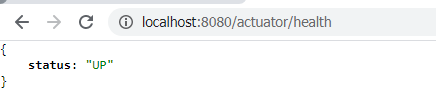 localhost:8080/actuator/health
{
    status: "UP"
}